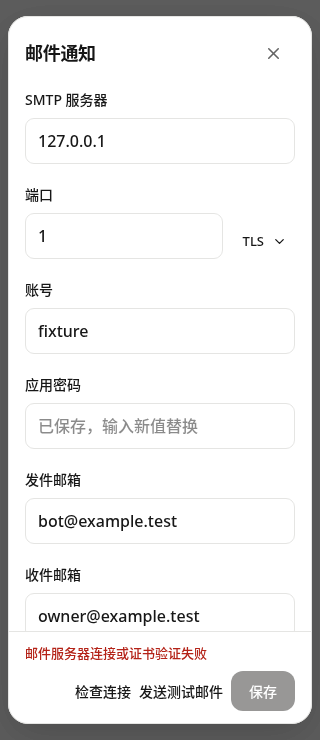 邮件通知
SMTP 服务器
127.0.0.1
端口
1
TLS
账号
fixture
应用密码
已保存，输入新值替换
发件邮箱
bot@example.test
收件邮箱
owner@example.test
邮件服务器连接或证书验证失败
检查连接 发送测试邮件 保存